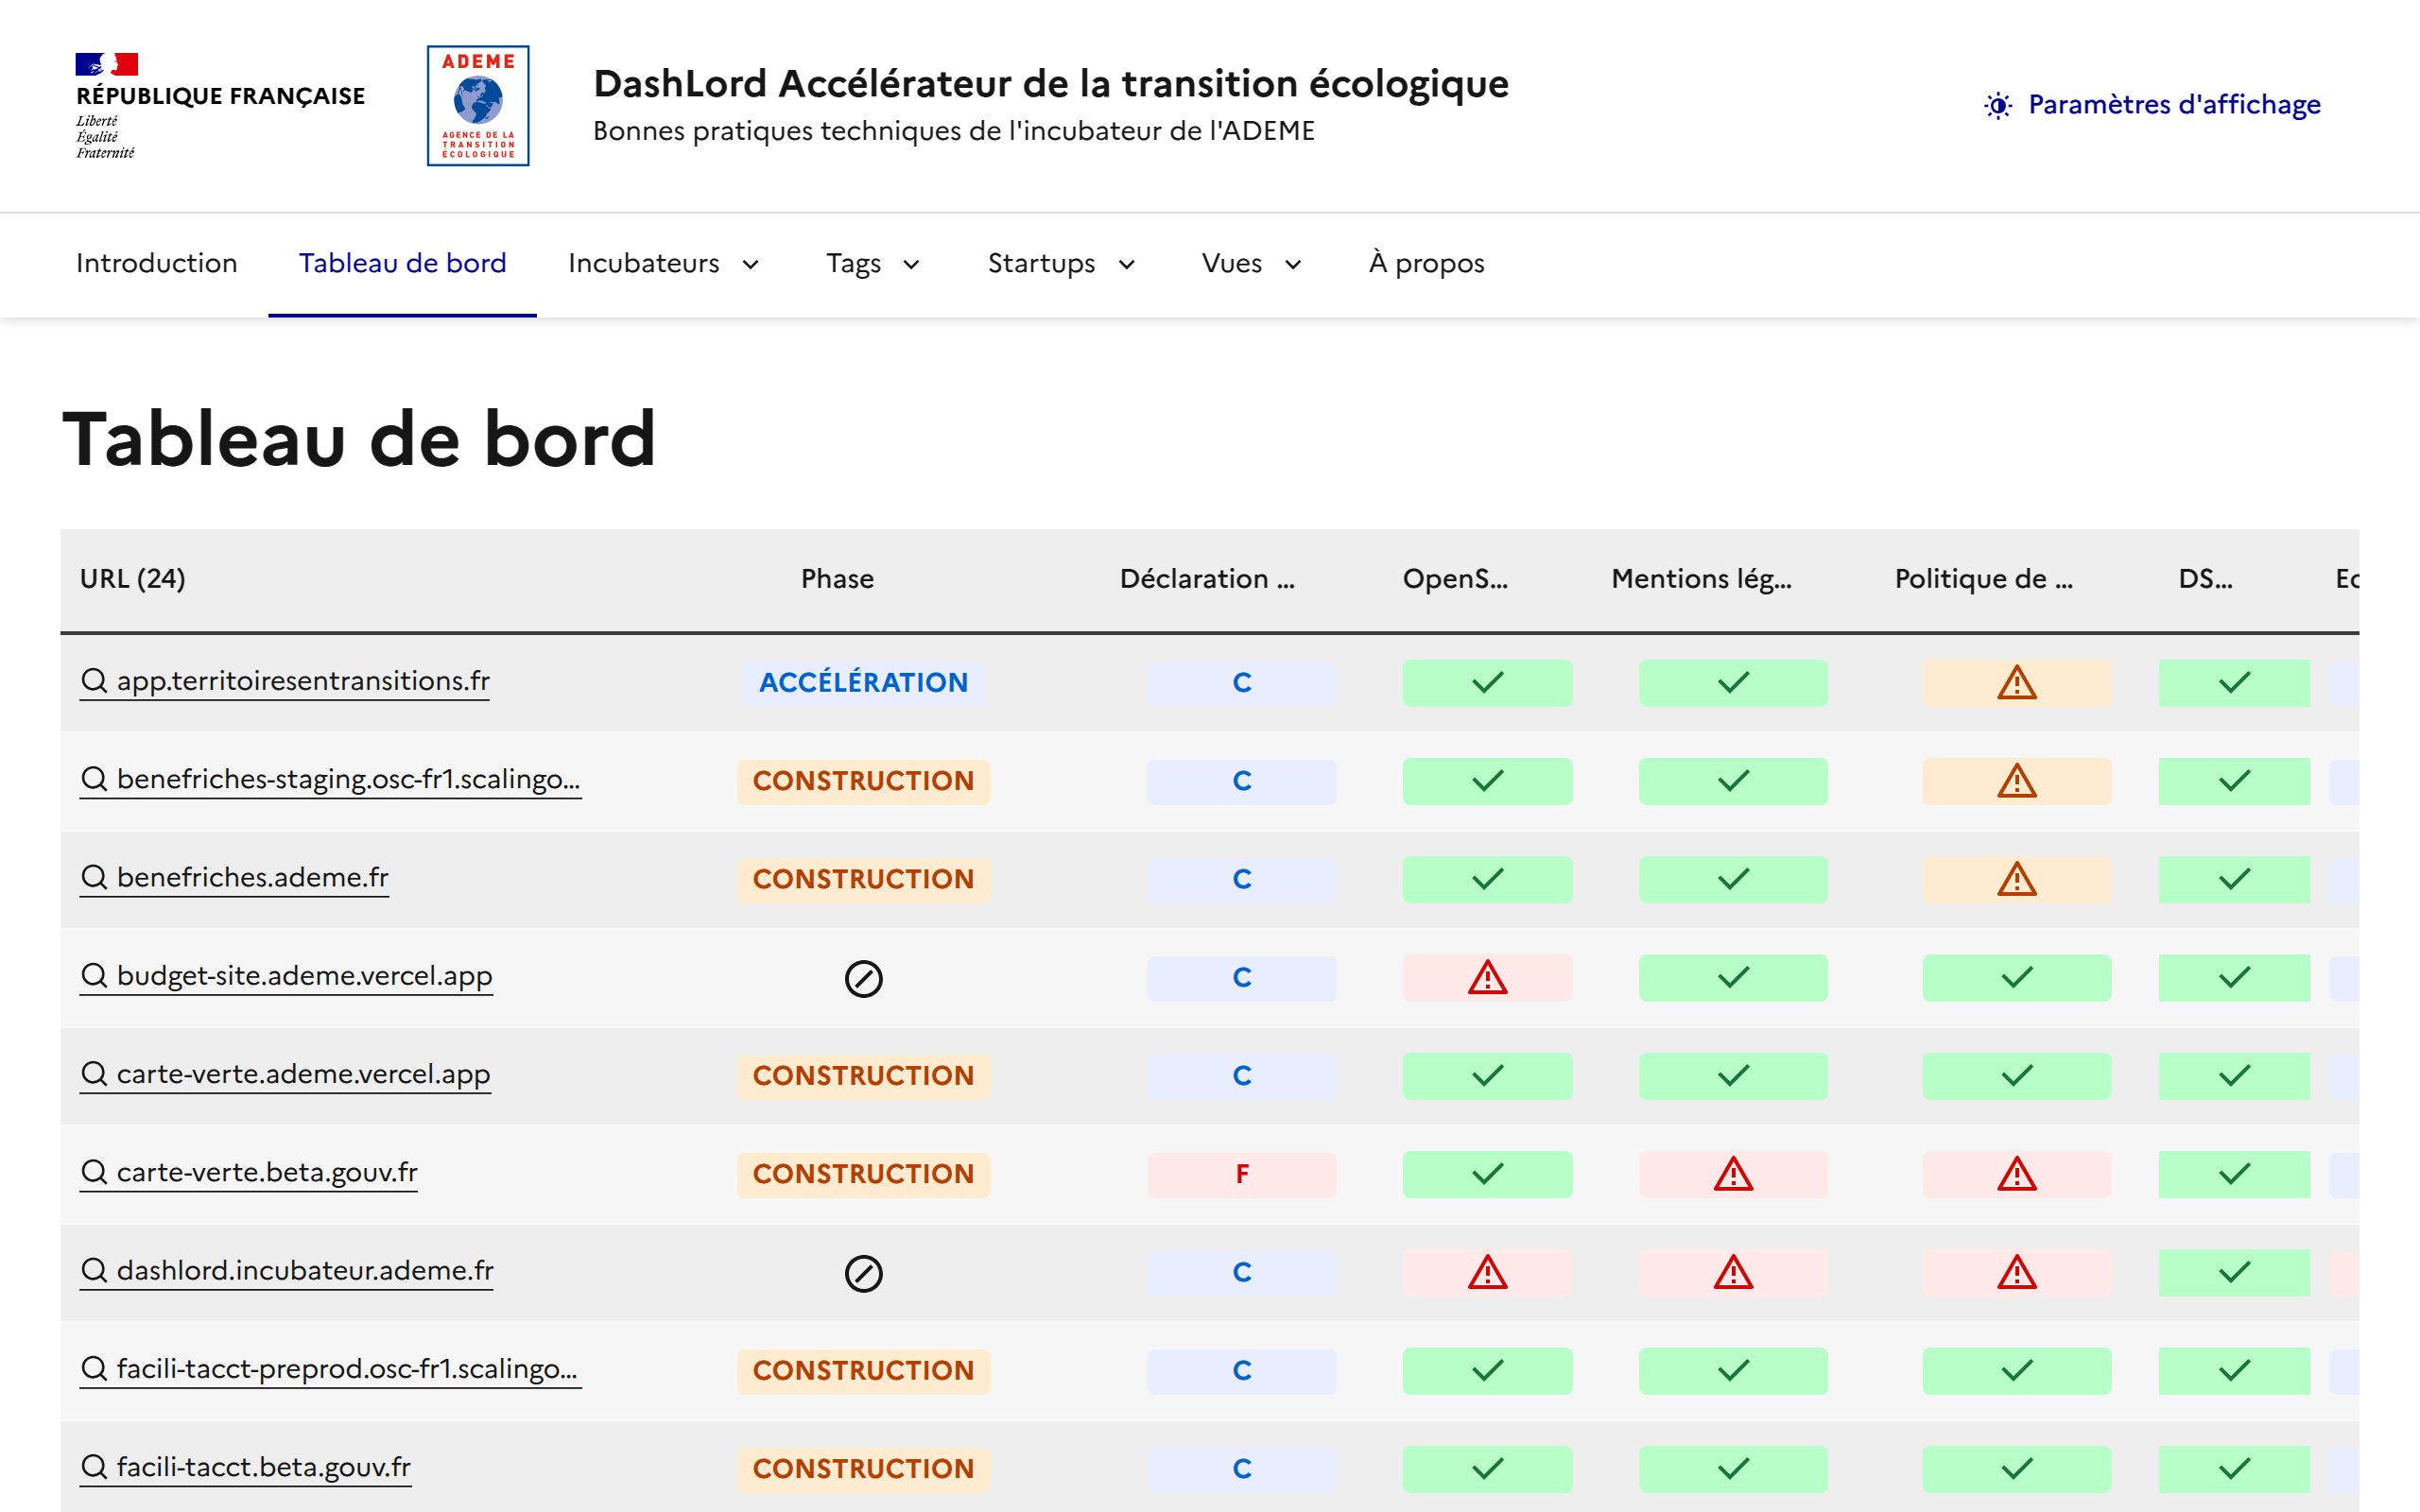 RÉPUBLIQUE FRANÇAISE
Liberté
Égalité
Fraternité
ADEME
AGENCE DE LA
TRANSITION
ÉCOLOGIQUE
DashLord Accélérateur de la transition écologique
Bonnes pratiques techniques de l'incubateur de l'ADEME
Paramètres d'affichage
Introduction Tableau de bord Incubateurs Tags Startups Vues À propos
Tableau de bord
URL (24) Phase Déclaration ... OpenS... Mentions lég... Politique de ... DS...
app.territoiresentransitions.fr ACCÉLÉRATION C
benefriches-staging.osc-fr1.scalingo... CONSTRUCTION C
benefriches.ademe.fr CONSTRUCTION C
budget-site.ademe.vercel.app C
carte-verte.ademe.vercel.app CONSTRUCTION C
carte-verte.beta.gouv.fr CONSTRUCTION F
dashlord.incubateur.ademe.fr C
facili-tacct-preprod.osc-fr1.scalingo... CONSTRUCTION C
facili-tacct.beta.gouv.fr CONSTRUCTION C